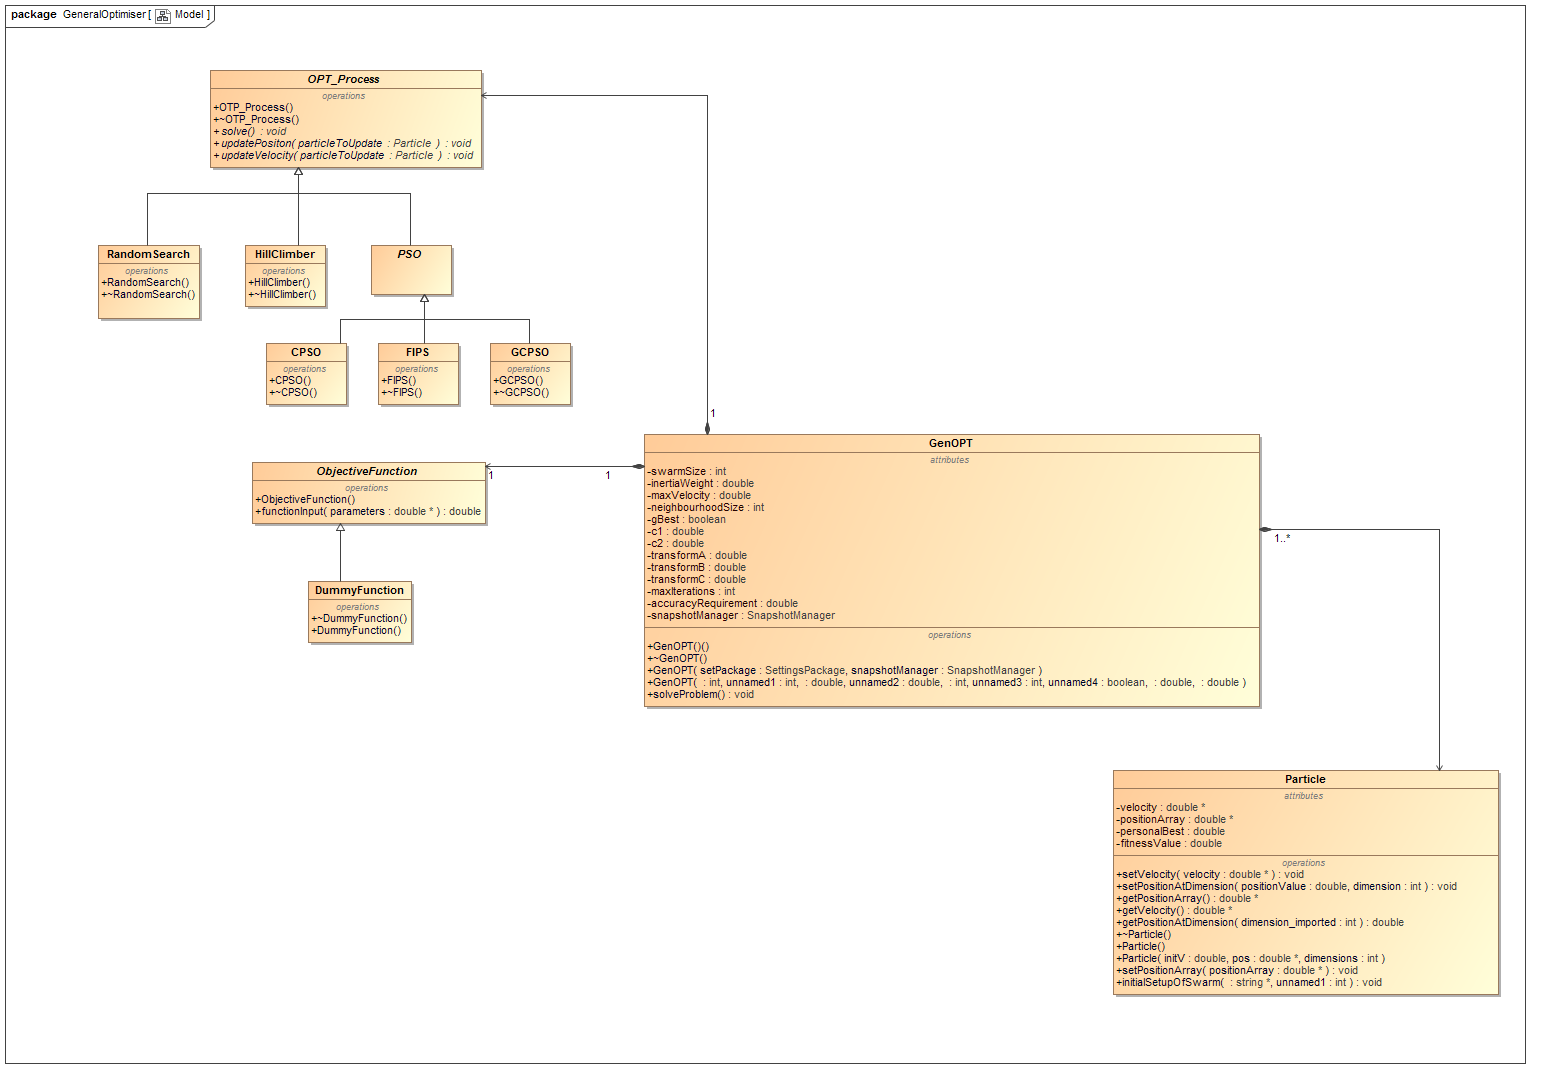 package GeneralOptimiser [ Model ]
OPT_Process
operations
+OTP_Process()
+~OTP_Process()
+solve() : void
+updatePositon( particleToUpdate : Particle ) : void
+updateVelocity( particleToUpdate : Particle ) : void
RandomSearch
operations
+RandomSearch()
+~RandomSearch()
HillClimber
operations
+HillClimber()
+~HillClimber()
PSO
CPSO
operations
+CPSO()
+~CPSO()
FIPS
operations
+FIPS()
+~FIPS()
GCPSO
operations
+GCPSO()
+~GCPSO()
1
ObjectiveFunction
operations
+ObjectiveFunction()
+functionInput( parameters : double * ) : double
1
1
DummyFunction
operations
+~DummyFunction()
+DummyFunction()
GenOPT
attributes
-swarmSize : int
-inertiaWeight : double
-maxVelocity : double
-neighbourhoodSize : int
-gBest : boolean
-c1 : double
-c2 : double
-transformA : double
-transformB : double
-transformC : double
-maxIterations : int
-accuracyRequirement : double
-snapshotManager : SnapshotManager
operations
+GenOPT()()
+~GenOPT()
+GenOPT( setPackage : SettingsPackage, snapshotManager : SnapshotManager )
+GenOPT( : int, unnamed1 : int, : double, unnamed2 : double, : int, unnamed3 : int, unnamed4 : boolean, : double, : double )
+solveProblem() : void
1..*
Particle
attributes
-velocity : double *
-positionArray : double *
-personalBest : double
-fitnessValue : double
operations
+setVelocity( velocity : double * ) : void
+setPositionAtDimension( positionValue : double, dimension : int ) : void
+getPositionArray() : double *
+getVelocity() : double *
+getPositionAtDimension( dimension_imported : int ) : double
+~Particle()
+Particle()
+Particle( initV : double, pos : double *, dimensions : int )
+setPositionArray( positionArray : double * ) : void
+initialSetupOfSwarm( : string *, unnamed1 : int ) : void